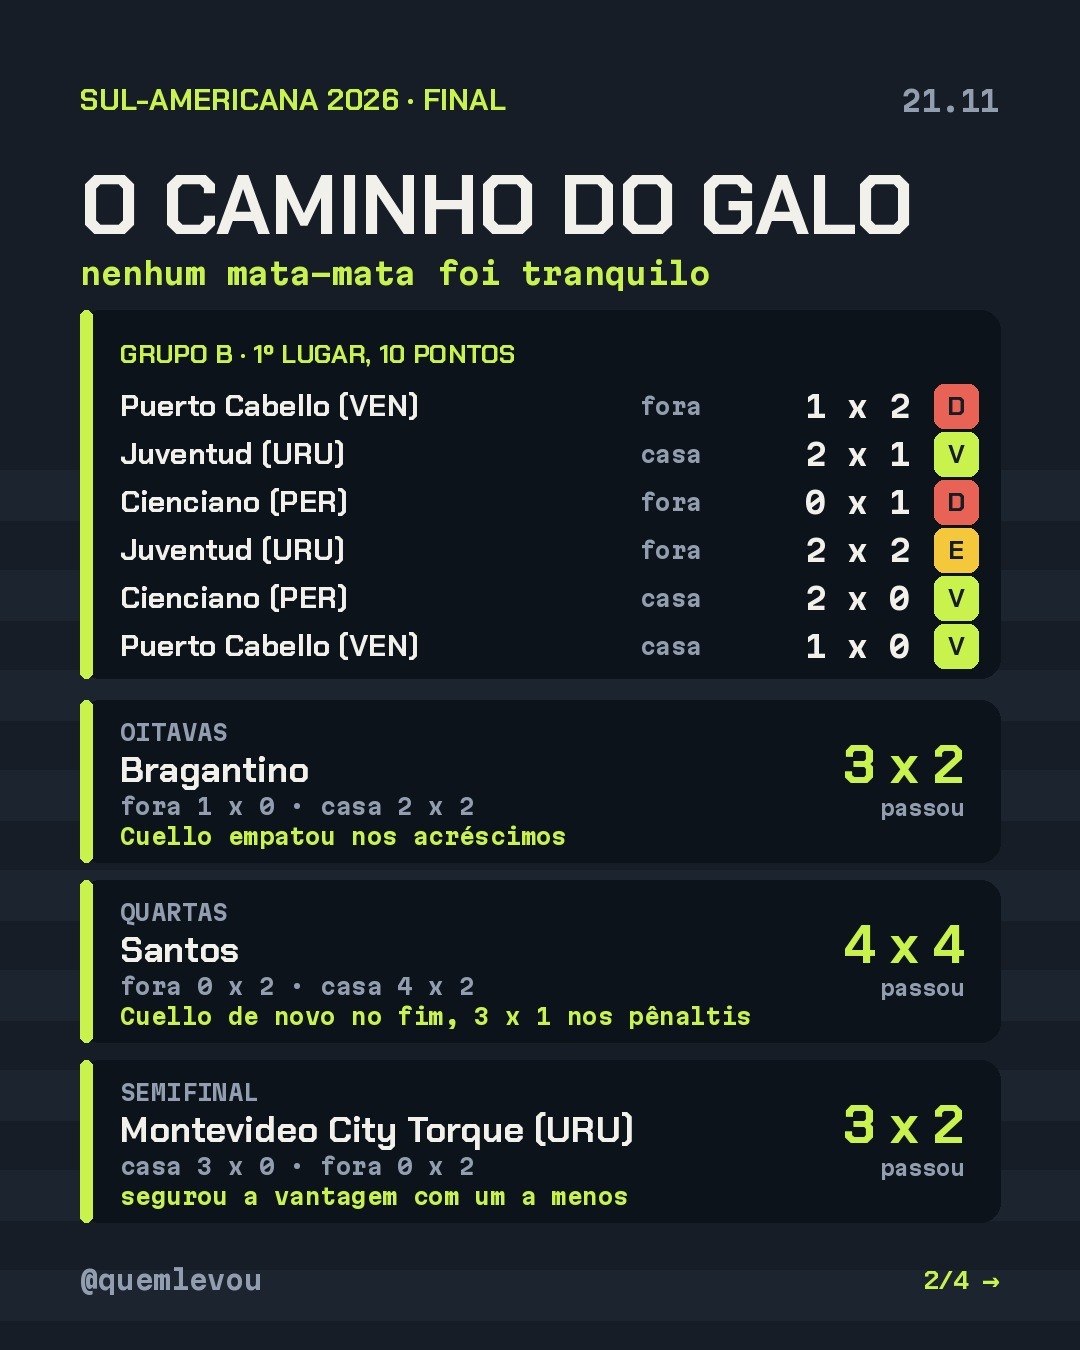 SUL-AMERICANA 2026 · FINAL 21.11
O CAMINHO DO GALO
nenhum mata-mata foi tranquilo
GRUPO B · 1º LUGAR, 10 PONTOS
Puerto Cabello (VEN) fora 1 x 2 D
Juventud (URU) casa 2 x 1 V
Cienciano (PER) fora 0 x 1 D
Juventud (URU) fora 2 x 2 E
Cienciano (PER) casa 2 x 0 V
Puerto Cabello (VEN) casa 1 x 0 V
OITAVAS
Bragantino 3 x 2
fora 1 x 0 · casa 2 x 2 passou
Cuello empatou nos acréscimos
QUARTAS
Santos 4 x 4
fora 0 x 2 · casa 4 x 2 passou
Cuello de novo no fim, 3 x 1 nos pênaltis
SEMIFINAL
Montevideo City Torque (URU) 3 x 2
casa 3 x 0 · fora 0 x 2 passou
segurou a vantagem com um a menos
@quemlevou 2/4 →